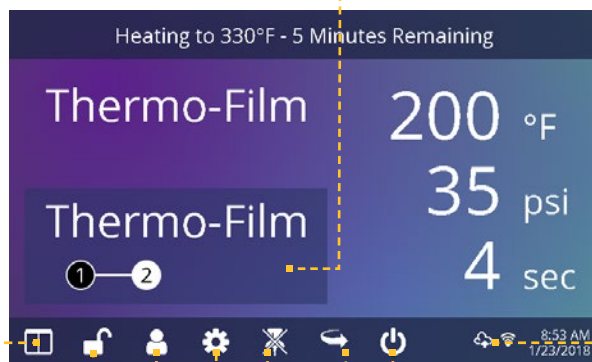 Heating to 330°F - 5 Minutes Remaining
Thermo-Film
200 °F
35 psi
Thermo-Film
1 2
4 sec
8:53 AM
1/23/2018